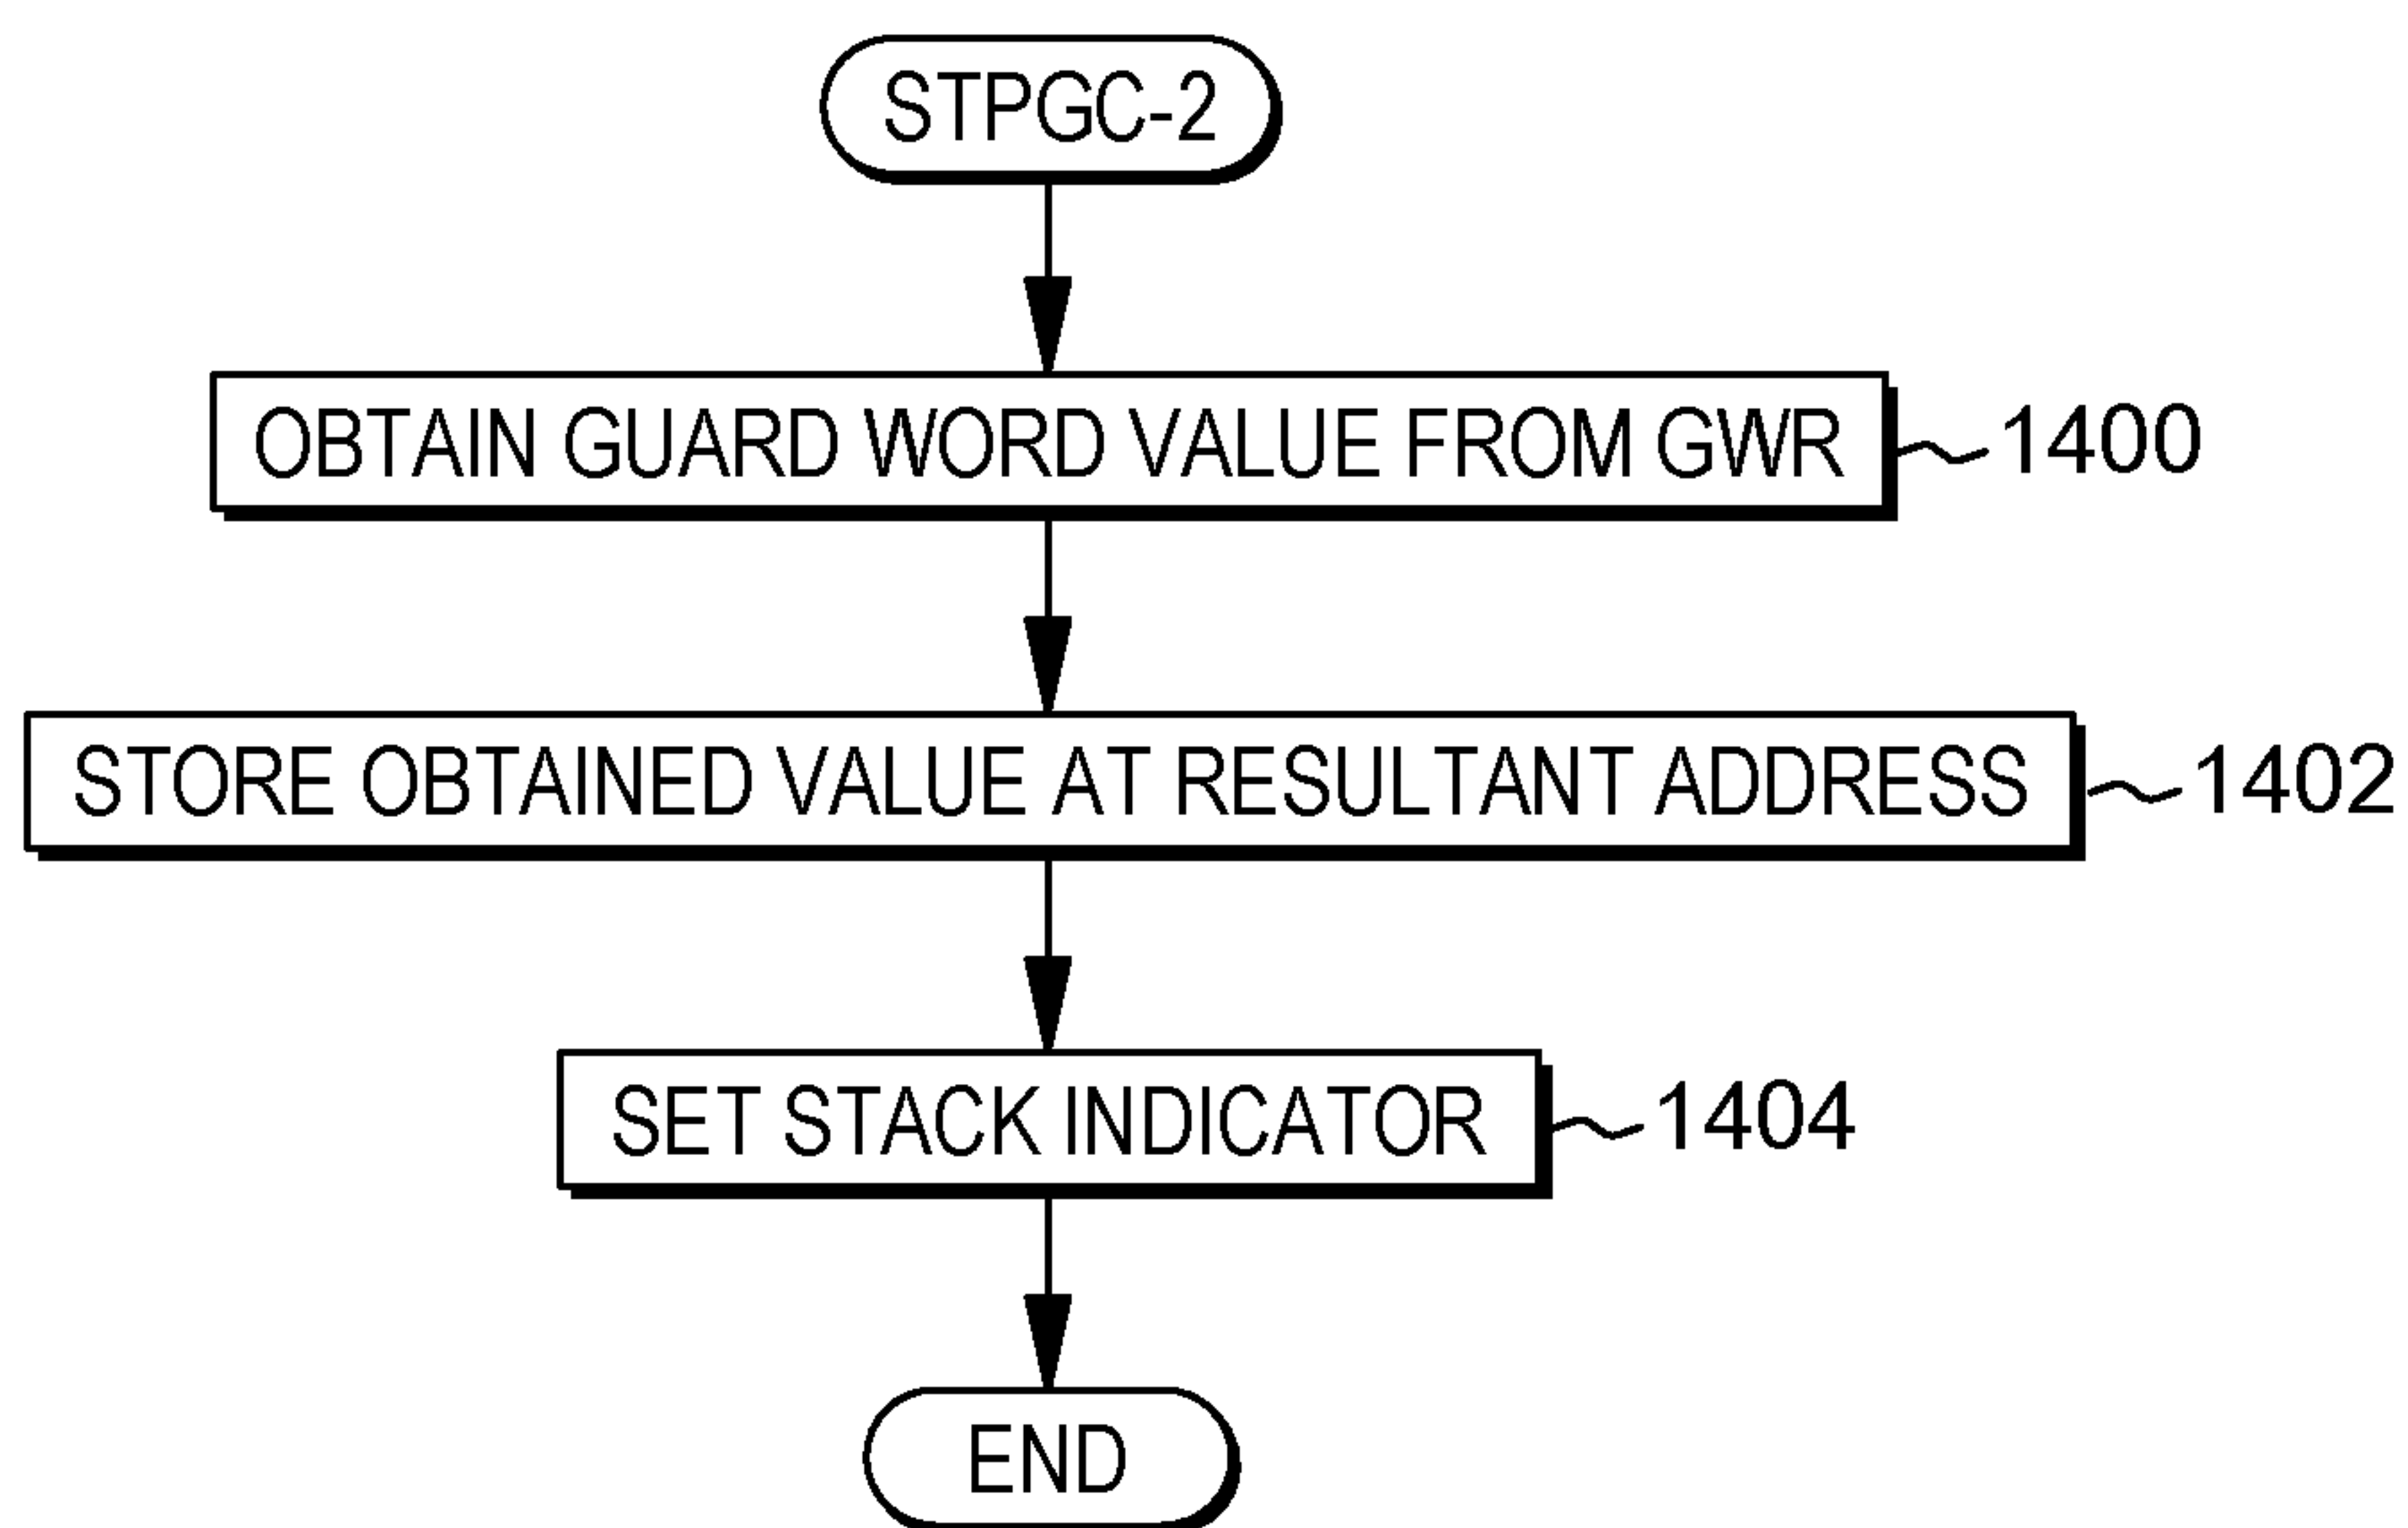 STPGC-2
OBTAIN GUARD WORD VALUE FROM GWR 1400
STORE OBTAINED VALUE AT RESULTANT ADDRESS 1402
SET STACK INDICATOR 1404
END